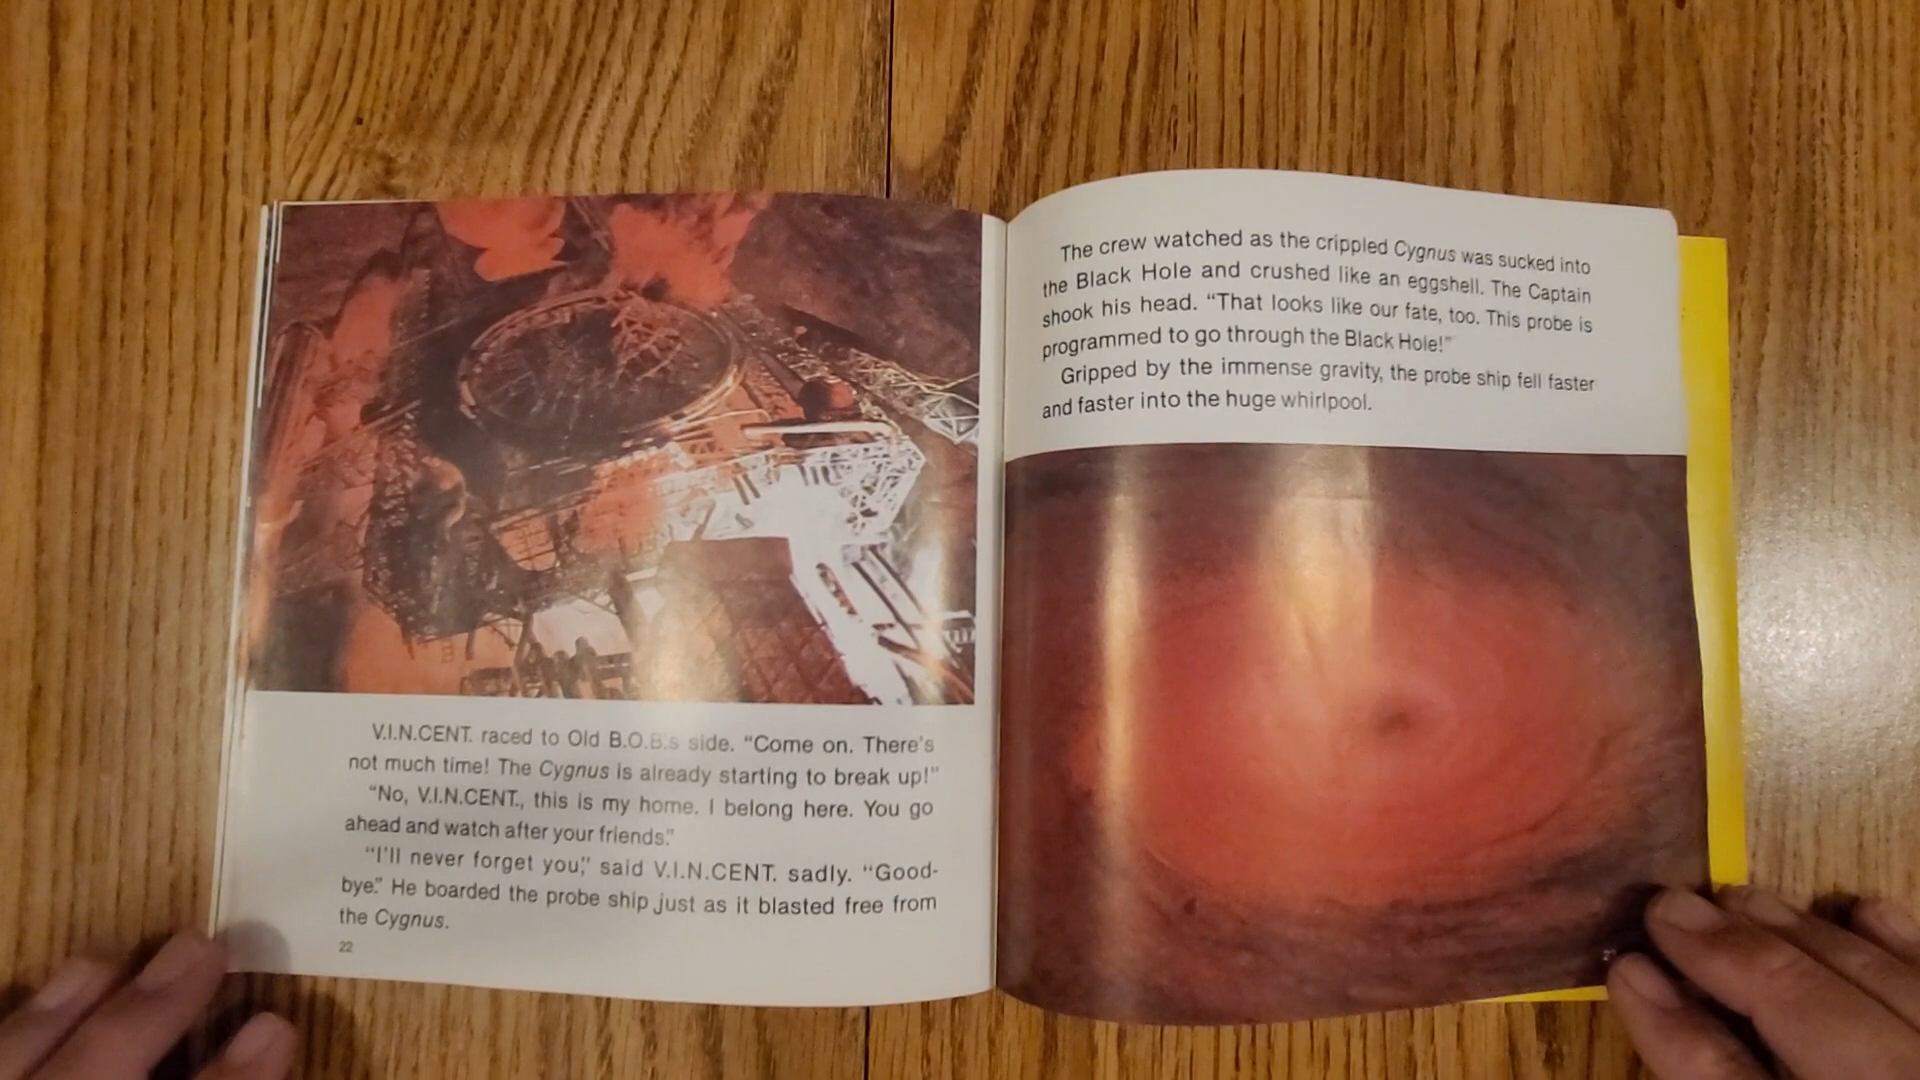 V.I.N.CENT. raced to Old B.O.B.'s side. “Come on. There's
not much time! The Cygnus is already starting to break up!”
“No, V.I.N.CENT., this is my home. I belong here. You go
ahead and watch after your friends.”
“I'll never forget you,” said V.I.N.CENT. sadly. “Good-
bye.” He boarded the probe ship just as it blasted free from
the Cygnus.
22
The crew watched as the crippled Cygnus was sucked into
the Black Hole and crushed like an eggshell. The Captain
shook his head. “That looks like our fate, too. This probe is
programmed to go through the Black Hole!”
Gripped by the immense gravity, the probe ship fell faster
and faster into the huge whirlpool.